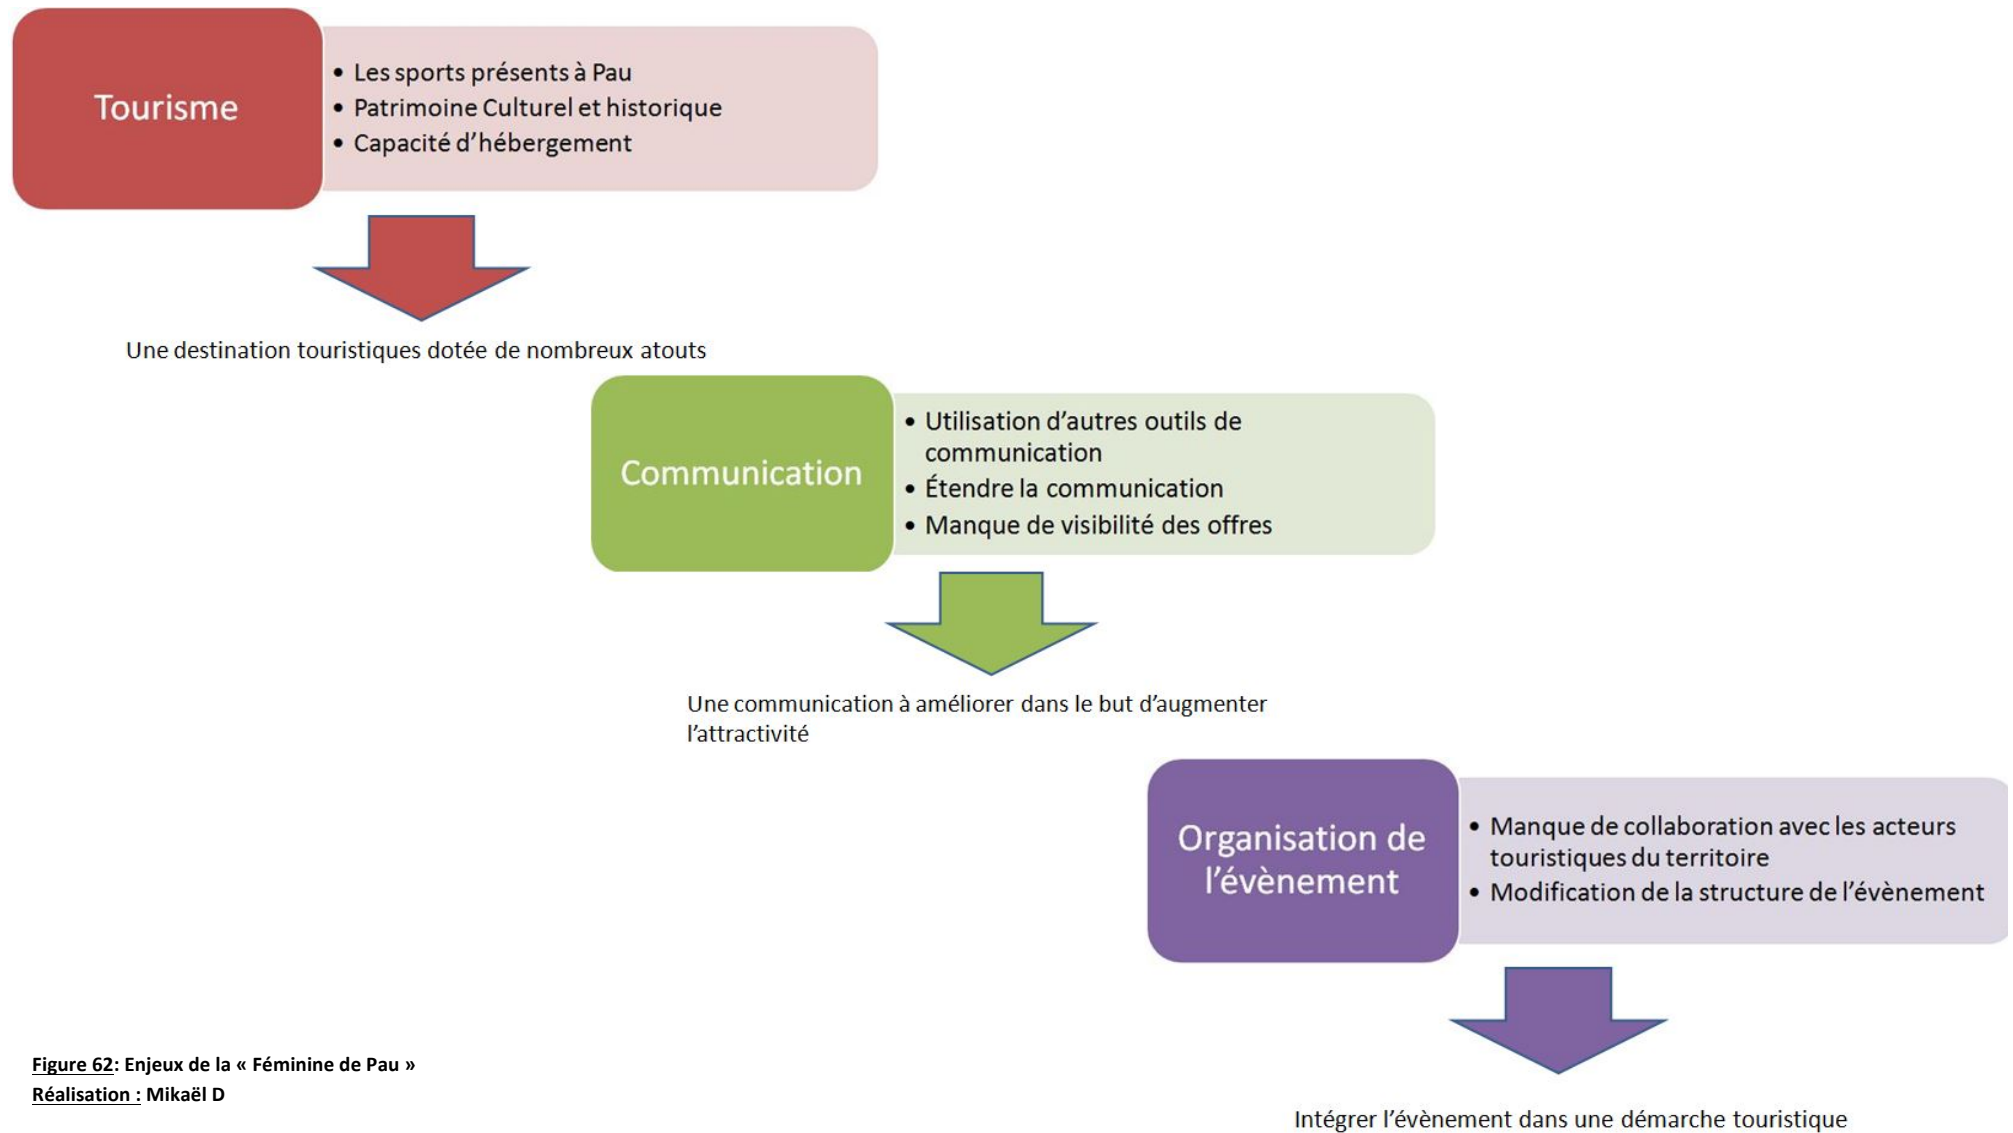 Tourisme
• Les sports présents à Pau
• Patrimoine Culturel et historique
• Capacité d’hébergement
Une destination touristiques dotée de nombreux atouts
Communication
• Utilisation d’autres outils de
communication
• Étendre la communication
• Manque de visibilité des offres
Une communication à améliorer dans le but d’augmenter
l’attractivité
Organisation de
l’évènement
• Manque de collaboration avec les acteurs
touristiques du territoire
• Modification de la structure de l’évènement
Intégrer l’évènement dans une démarche touristique
Figure 62: Enjeux de la « Féminine de Pau »
Réalisation : Mikaël D